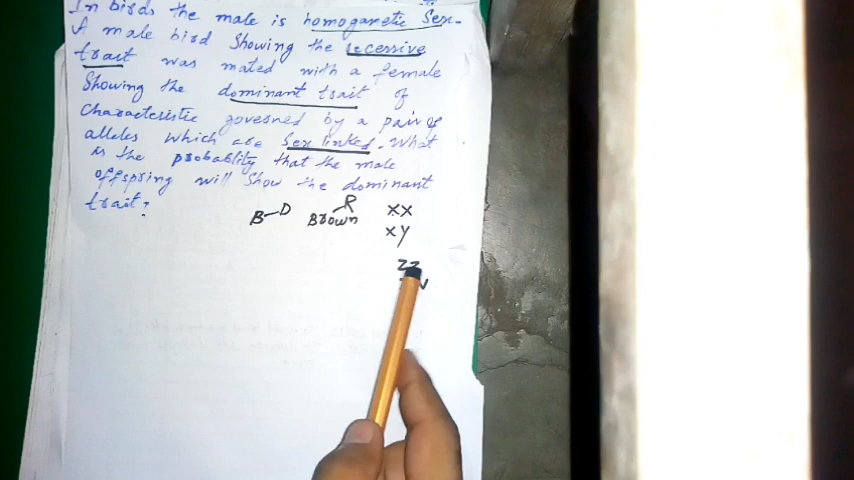 In birds the male is homoganetic Sex.
A male bird Showing the recessive
trait was mated with a female
Showing the dominant trait of
Characteristic governed by a pair of
alleles which are Sex linked. What
is the probablity that the male
offspring will show the dominant
trait?
B-D Brown R XX
XY
ZZ